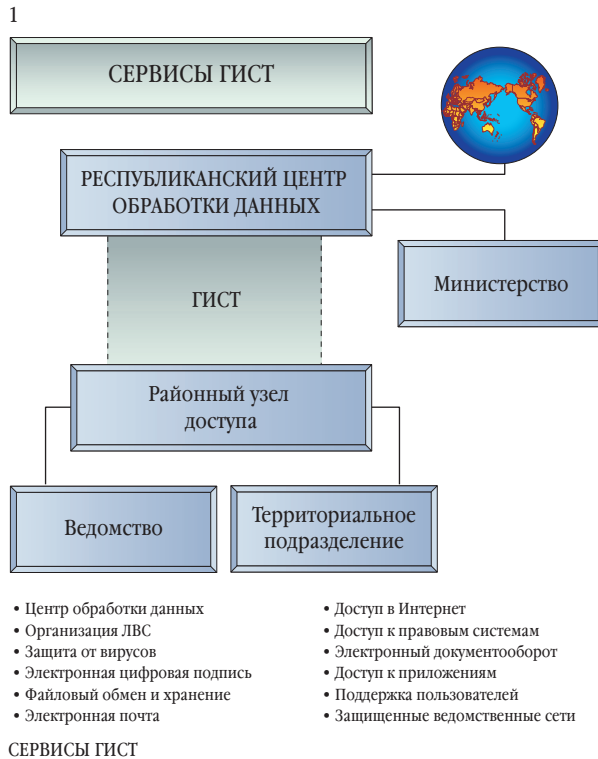 1
СЕРВИСЫ ГИСТ
РЕСПУБЛИКАНСКИЙ ЦЕНТР
ОБРАБОТКИ ДАННЫХ
ГИСТ
Министерство
Районный узел
доступа
Ведомство
Территориальное
подразделение
• Центр обработки данных
• Организация ЛВС
• Защита от вирусов
• Электронная цифровая подпись
• Файловый обмен и хранение
• Электронная почта
• Доступ в Интернет
• Доступ к правовым системам
• Электронный документооборот
• Доступ к приложениям
• Поддержка пользователей
• Защищенные ведомственные сети
СЕРВИСЫ ГИСТ